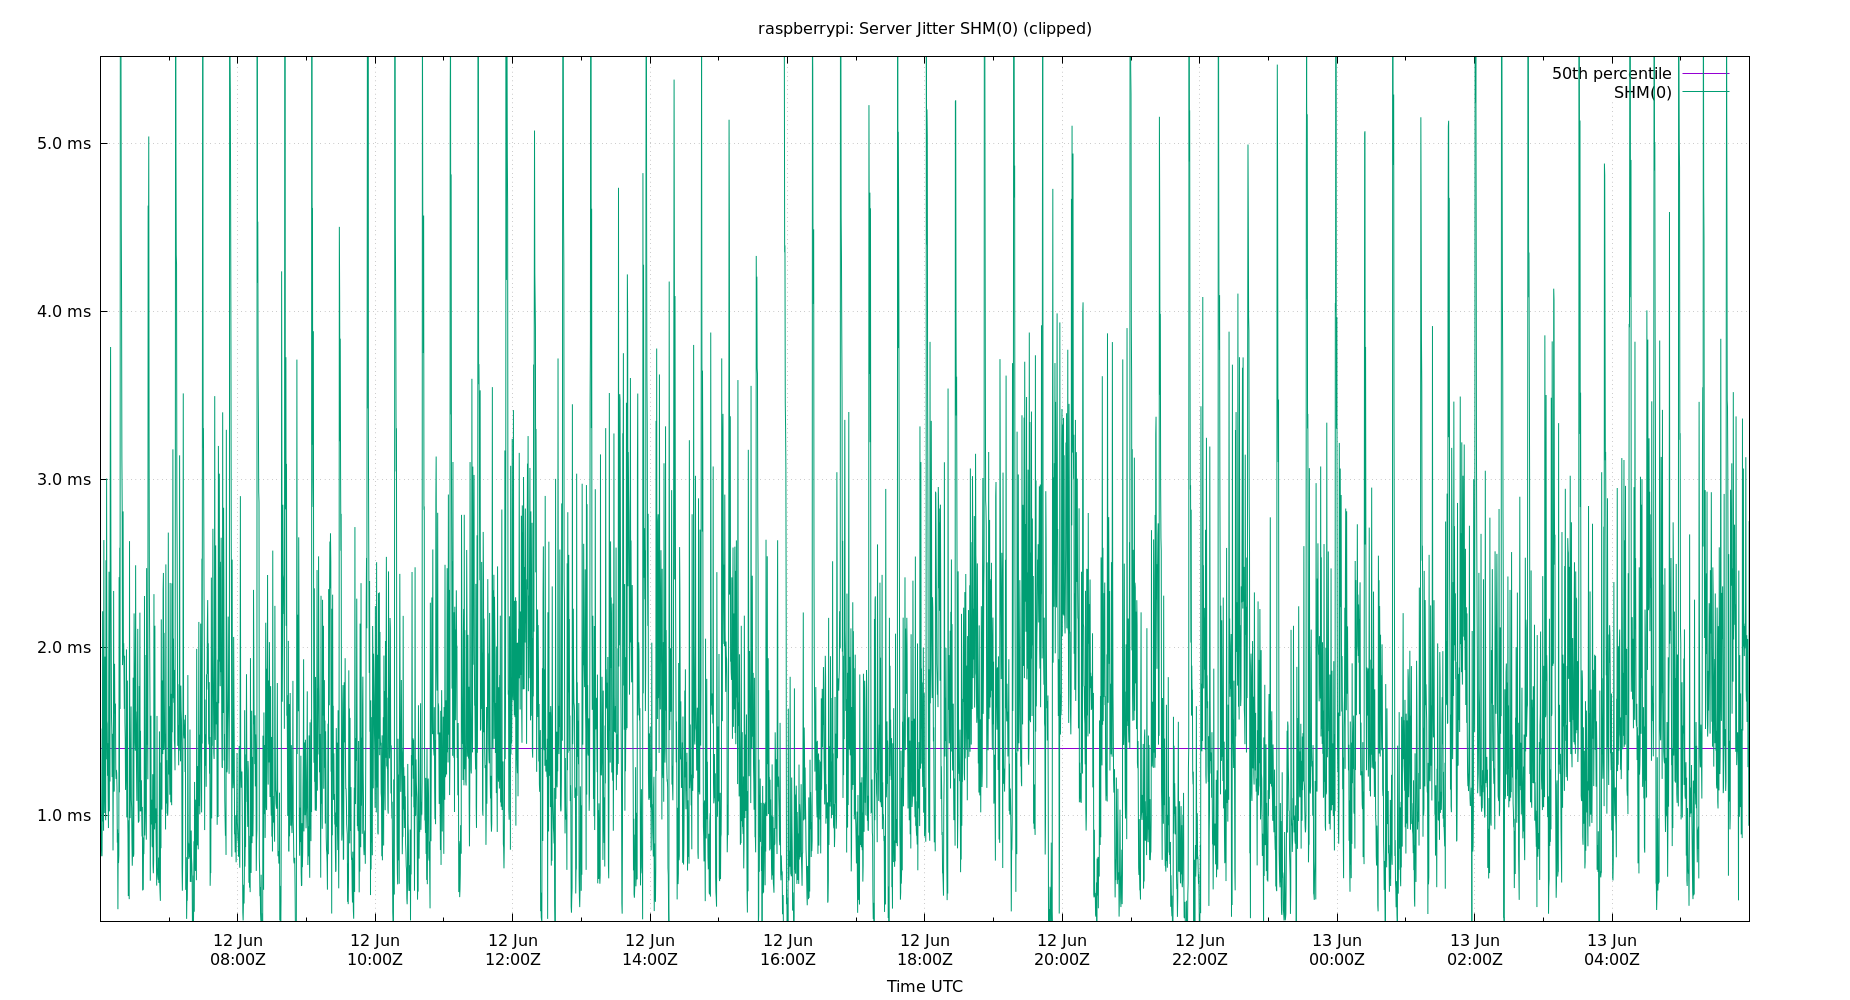 raspberrypi: Server Jitter SHM(0) (clipped)
50th percentile
SHM(0)
5.0 ms
4.0 ms
3.0 ms
2.0 ms
1.0 ms
12 Jun 12 Jun 12 Jun 12 Jun 12 Jun 12 Jun 12 Jun 12 Jun 13 Jun 13 Jun 13 Jun
08:00Z 10:00Z 12:00Z 14:00Z 16:00Z 18:00Z 20:00Z 22:00Z 00:00Z 02:00Z 04:00Z
Time UTC